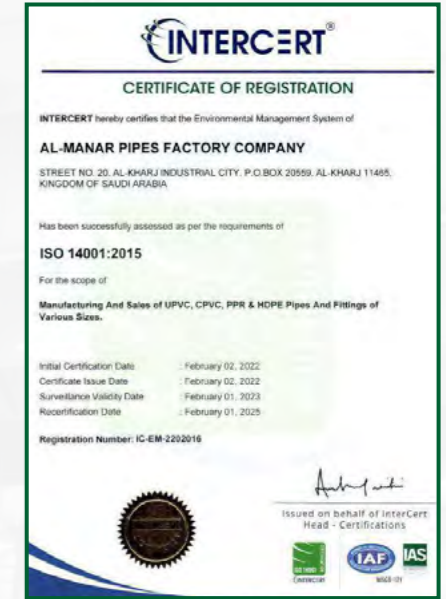 INTERCERT®
CERTIFICATE OF REGISTRATION
INTERCERT hereby certifies that the Environmental Management System of
AL-MANAR PIPES FACTORY COMPANY
STREET NO. 20, AL-KHARJ INDUSTRIAL CITY, P.O.BOX 20559, AL-KHARJ 11465,
KINGDOM OF SAUDI ARABIA
Has been successfully assessed as per the requirements of
ISO 14001:2015
For the scope of
Manufacturing And Sales of UPVC, CPVC, PPR & HDPE Pipes And Fittings of
Various Sizes.
Initial Certification Date : February 02, 2022
Certificate Issue Date : February 02, 2022
Surveillance Validity Date : February 01, 2023
Recertification Date : February 01, 2025
Registration Number: IC-EM-2202016
Issued on behalf of InterCert
Head - Certifications
IAF
IAS
INTERCERT